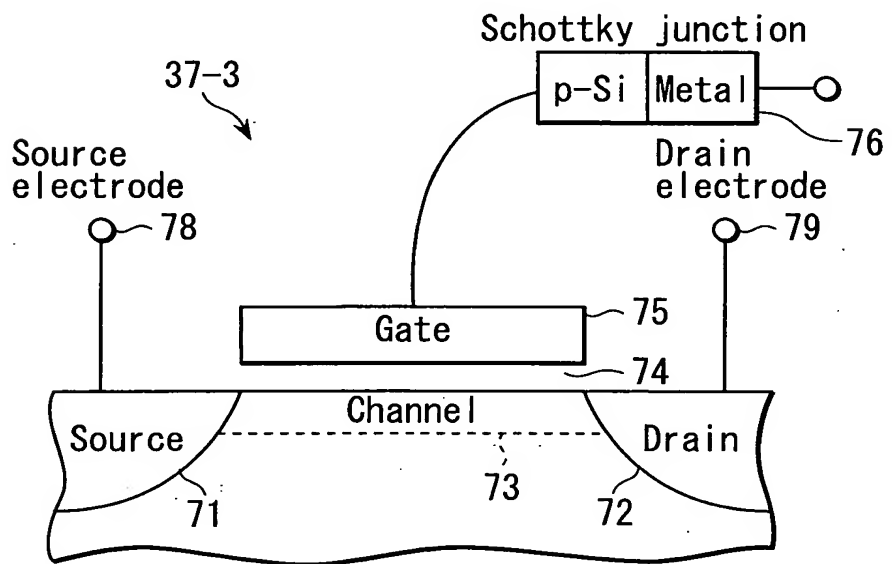 Schottky junction
37-3
p-Si Metal
76
Source
electrode
Drain
electrode
78
79
Gate
75
74
Channel
Source
Drain
73
71
72